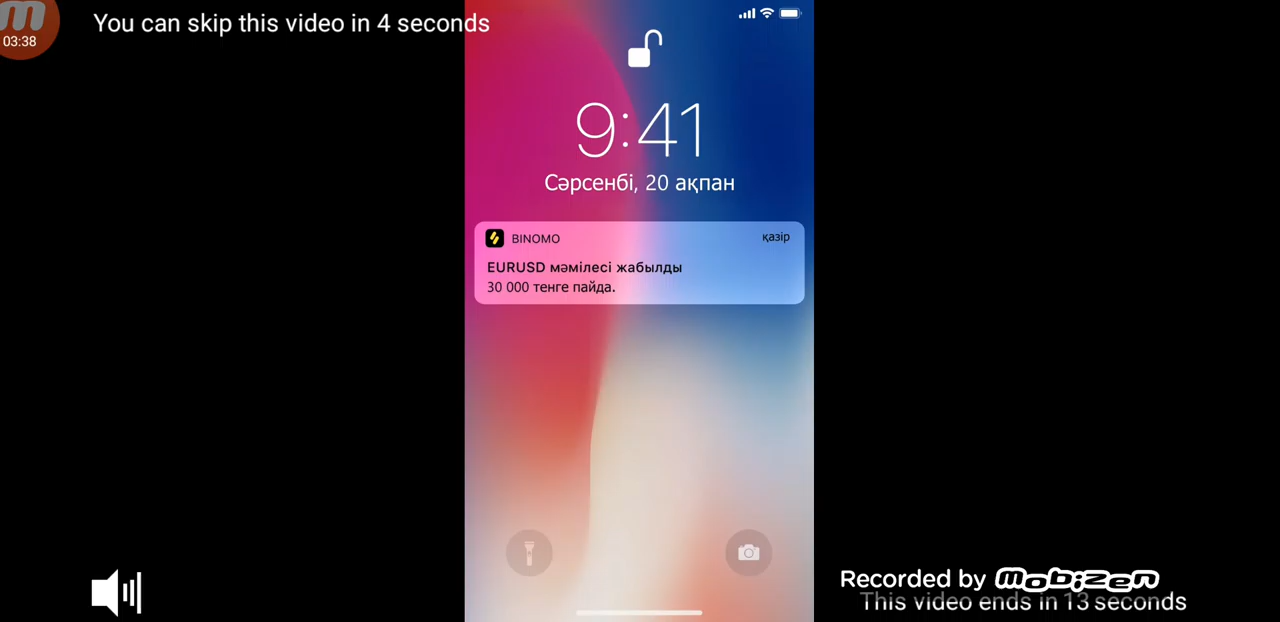 You can skip this video in 4 seconds
03:38
9:41
Сәрсенбі, 20 ақпан
BINOMO
қазір
EURUSD мәмілесі жабылды
30 000 тенге пайда.
Recorded by mobizen
This video ends in 13 seconds